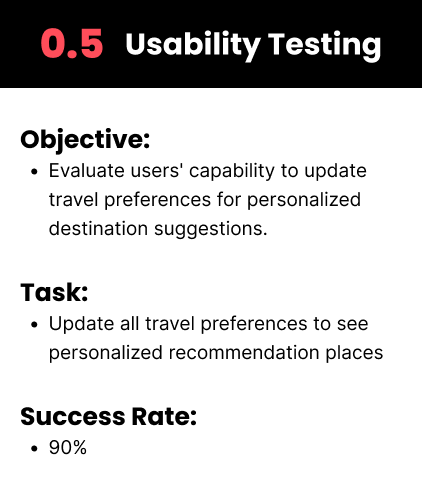 0.5 Usability Testing
Objective:
• Evaluate users' capability to update
travel preferences for personalized
destination suggestions.
Task:
• Update all travel preferences to see
personalized recommendation places
Success Rate:
• 90%